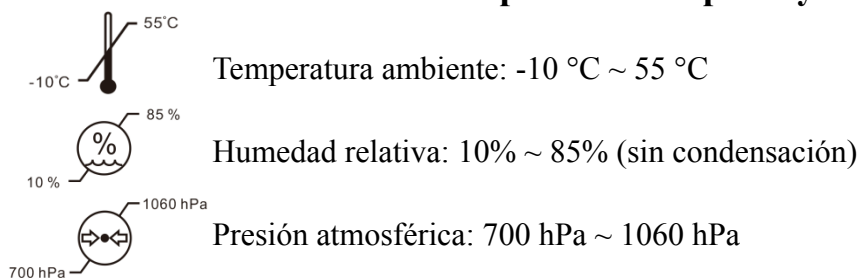 55°C
-10°C
Temperatura ambiente: -10 °C ~ 55 °C
85 %
%
10 %
Humedad relativa: 10% ~ 85% (sin condensación)
1060 hPa
700 hPa
Presión atmosférica: 700 hPa ~ 1060 hPa